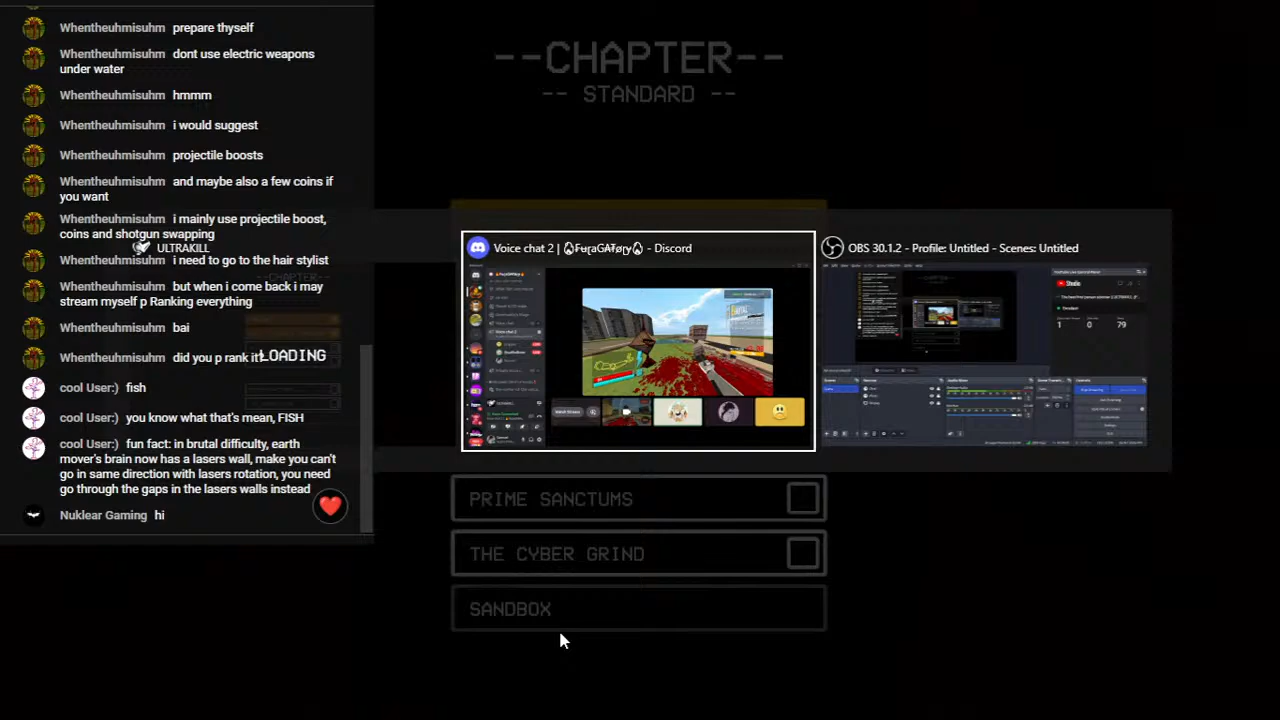 Whentheuhmisuhm prepare thyself
Whentheuhmisuhm dont use electric weapons
under water
Whentheuhmisuhm hmmm
Whentheuhmisuhm i would suggest
Whentheuhmisuhm projectile boosts
Whentheuhmisuhm and maybe also a few coins if
you want
Whentheuhmisuhm i mainly use projectile boost,
coins and shotgun swapping
ULTRAKILL
Whentheuhmisuhm i need to go to the hair stylist
Whentheuhmisuhm but when i come back i may
stream myself p Rankine everything
Whentheuhmisuhm bai
Whentheuhmisuhm did you p rank it
LOADING
cool User:) fish
cool User:) you know what that's mean, FISH
cool User:) fun fact: in brutal difficulty, earth
mover's brain now has a lasers wall, make you can't
go in same direction with lasers rotation, you need
go through the gaps in the lasers walls instead
Nuklear Gaming hi
--CHAPTER--
-- STANDARD --
Voice chat 2 | - Discord
OBS 30.1.2 - Profile: Untitled - Scenes: Untitled
Studio
1 0 79
PRIME SANCTUMS
THE CYBER GRIND
SANDBOX